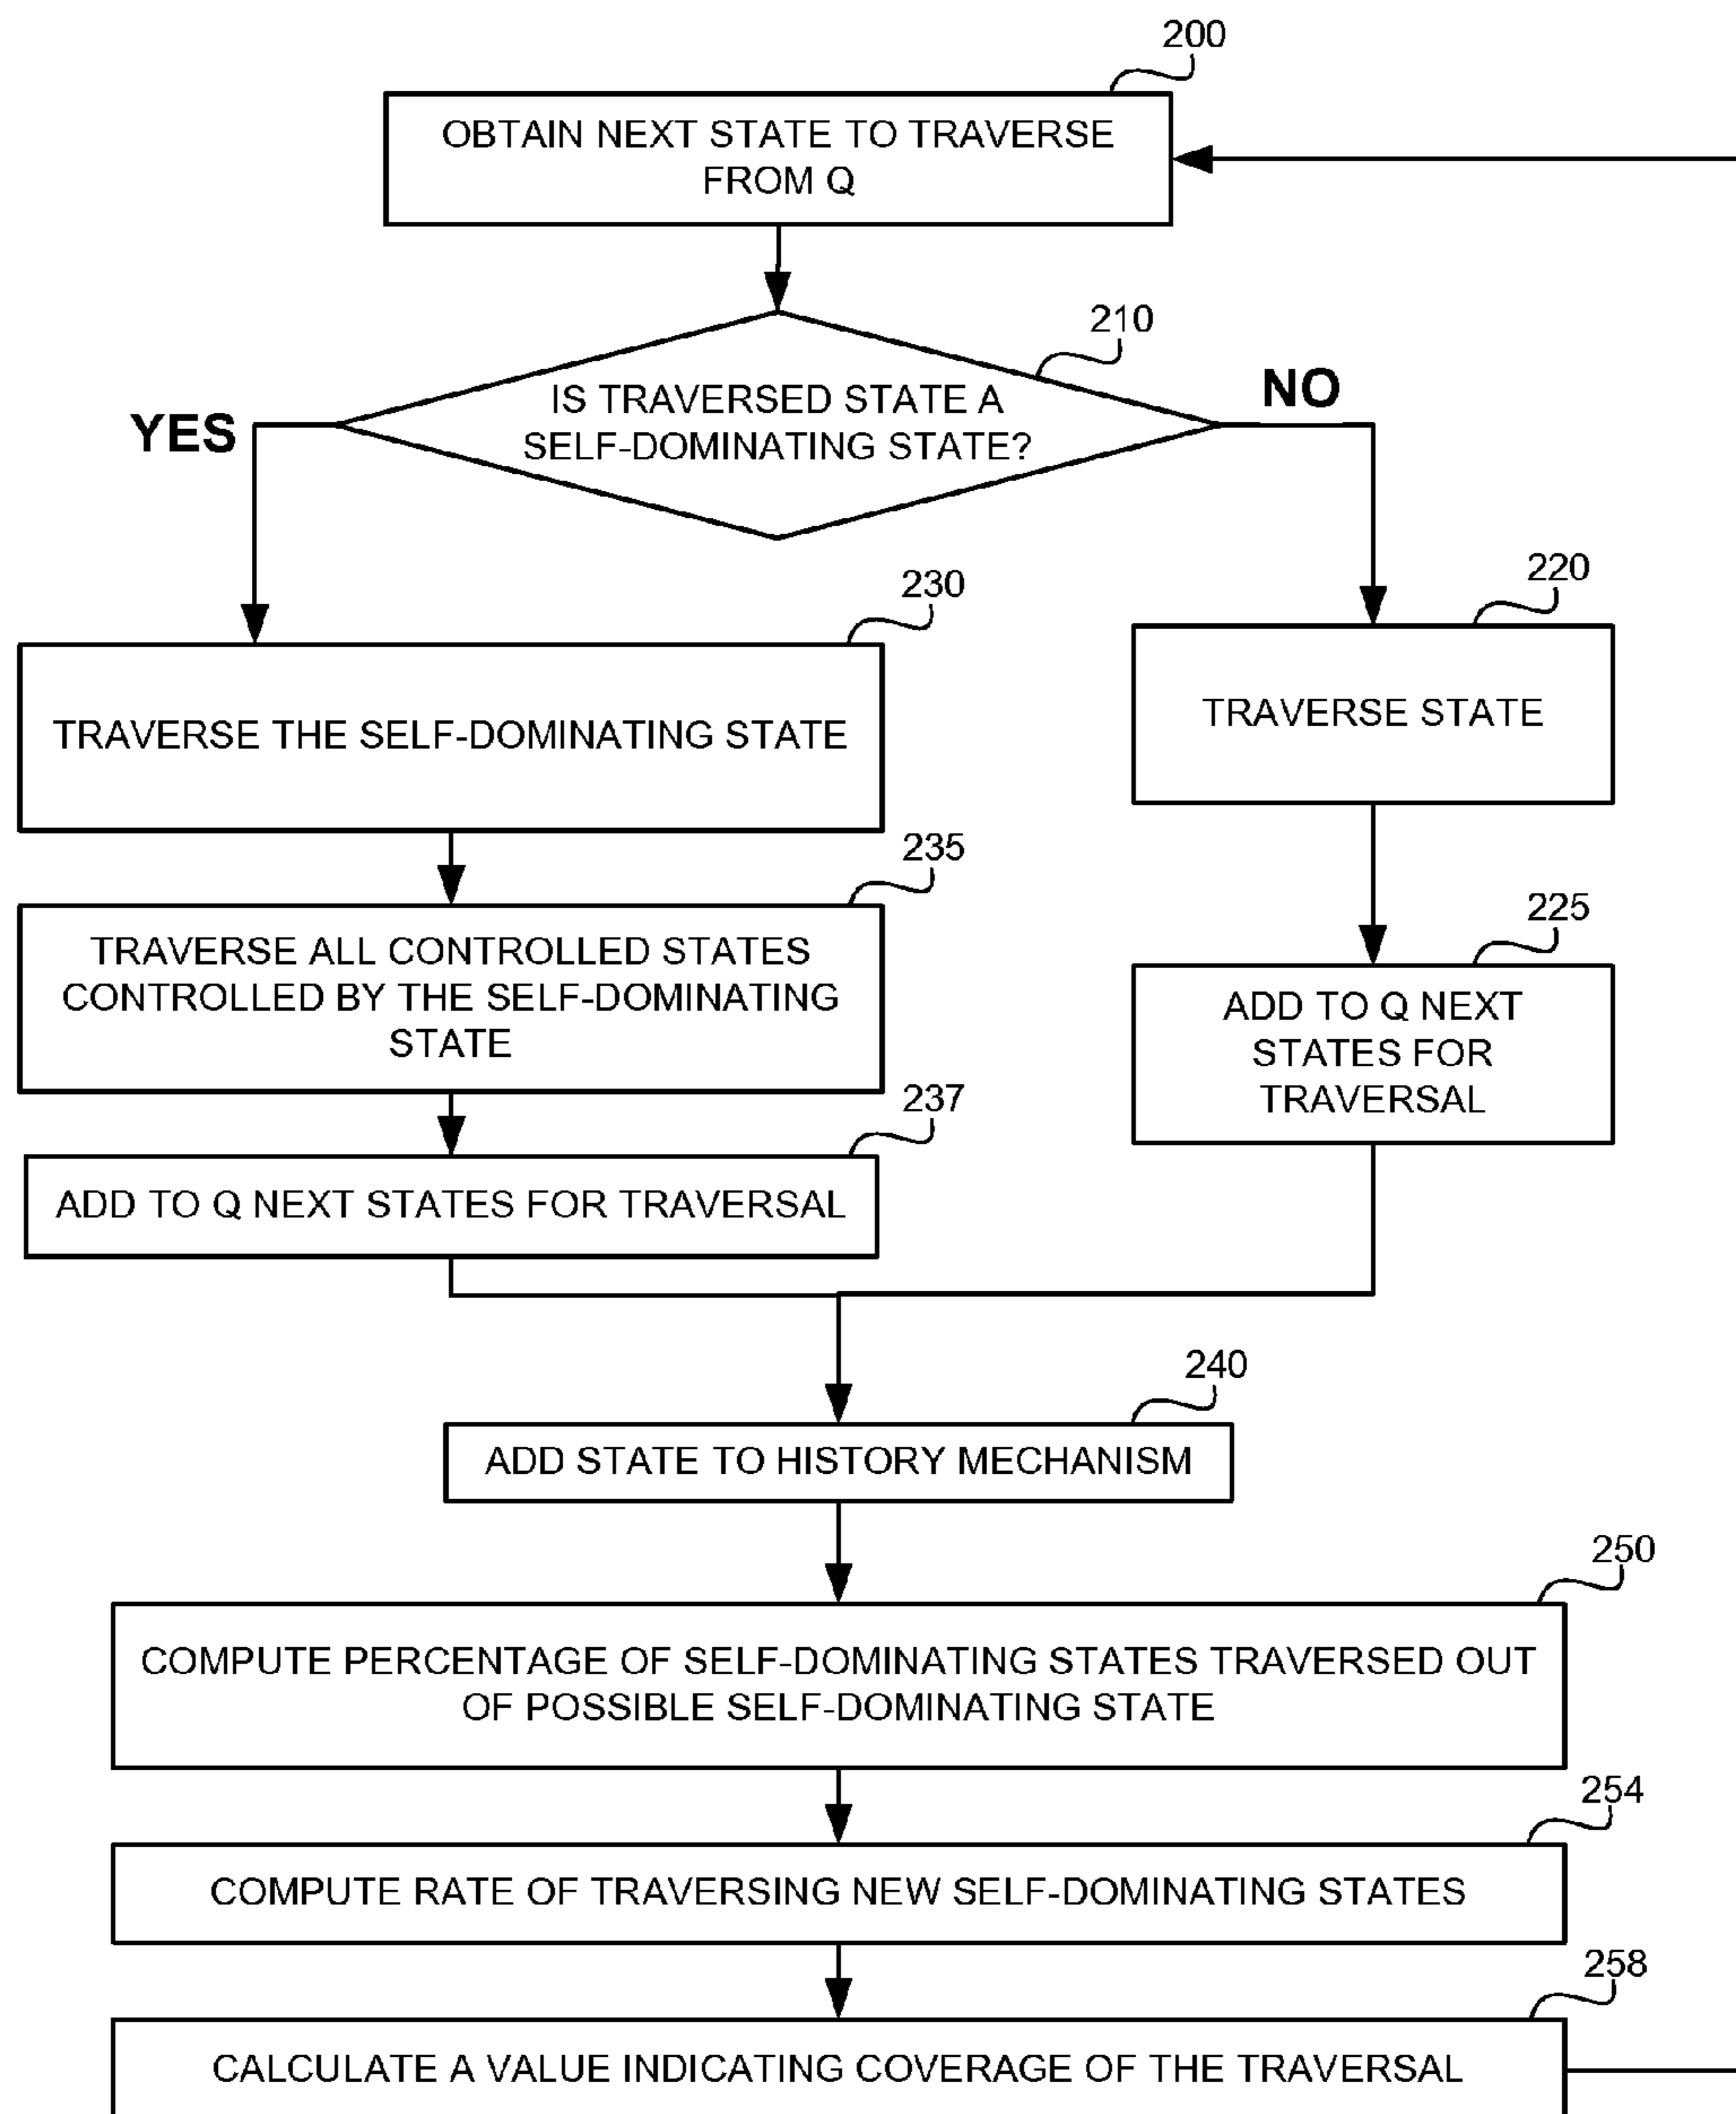 200
OBTAIN NEXT STATE TO TRAVERSE
FROM Q
210
IS TRAVERSED STATE A
SELF-DOMINATING STATE?
YES
NO
230
TRAVERSE THE SELF-DOMINATING STATE
220
TRAVERSE STATE
235
TRAVERSE ALL CONTROLLED STATES
CONTROLLED BY THE SELF-DOMINATING
STATE
225
ADD TO Q NEXT
STATES FOR
TRAVERSAL
237
ADD TO Q NEXT STATES FOR TRAVERSAL
240
ADD STATE TO HISTORY MECHANISM
250
COMPUTE PERCENTAGE OF SELF-DOMINATING STATES TRAVERSED OUT
OF POSSIBLE SELF-DOMINATING STATE
254
COMPUTE RATE OF TRAVERSING NEW SELF-DOMINATING STATES
258
CALCULATE A VALUE INDICATING COVERAGE OF THE TRAVERSAL